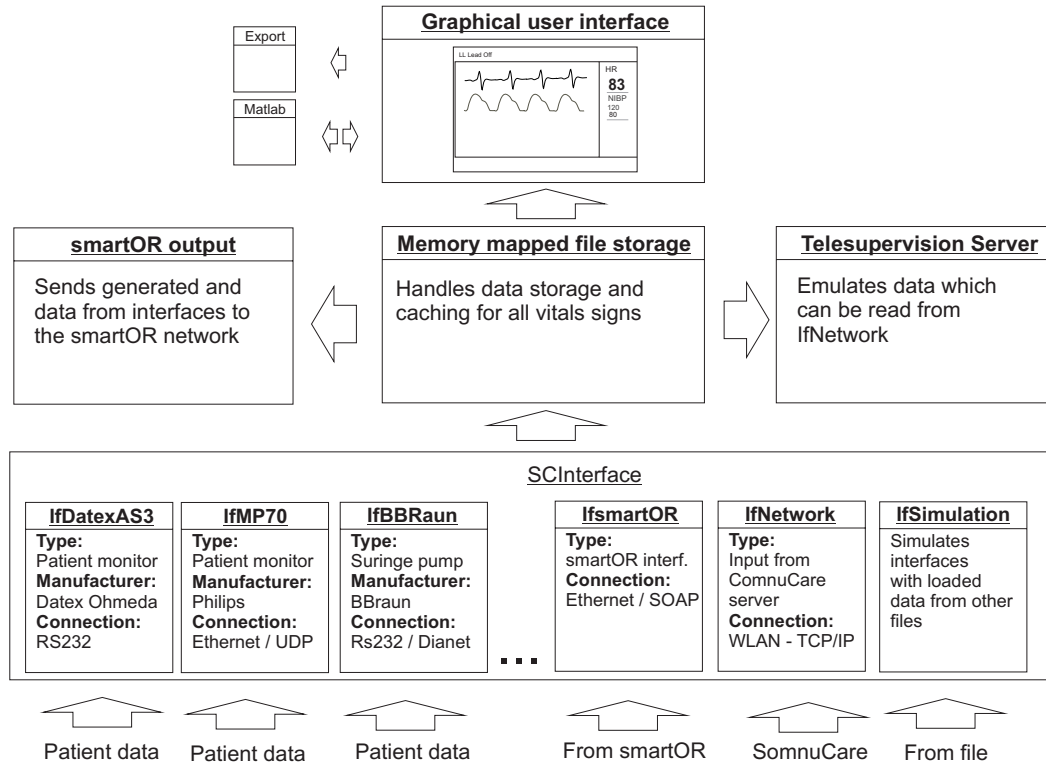 Graphical user interface
Export
Matlab
LL Lead Off
HR
83
NIBP
120
80
smartOR output
Sends generated and
data from interfaces to
the smartOR network
Memory mapped file storage
Handles data storage and
caching for all vitals signs
Telesupervision Server
Emulates data which
can be read from
IfNetwork
SCInterface
IfDatexAS3
Type:
Patient monitor
Manufacturer:
Datex Ohmeda
Connection:
RS232
IfMP70
Type:
Patient monitor
Manufacturer:
Philips
Connection:
Ethernet / UDP
IfBBRaun
Type:
Suringe pump
Manufacturer:
BBraun
Connection:
Rs232 / Dianet
...
IfsmartOR
Type:
smartOR interf.
Connection:
Ethernet / SOAP
IfNetwork
Type:
Input from
ComnuCare
server
Connection:
WLAN - TCP/IP
IfSimulation
Simulates
interfaces
with loaded
data from other
files
Patient data
Patient data
Patient data
From smartOR
SomnuCare
From file